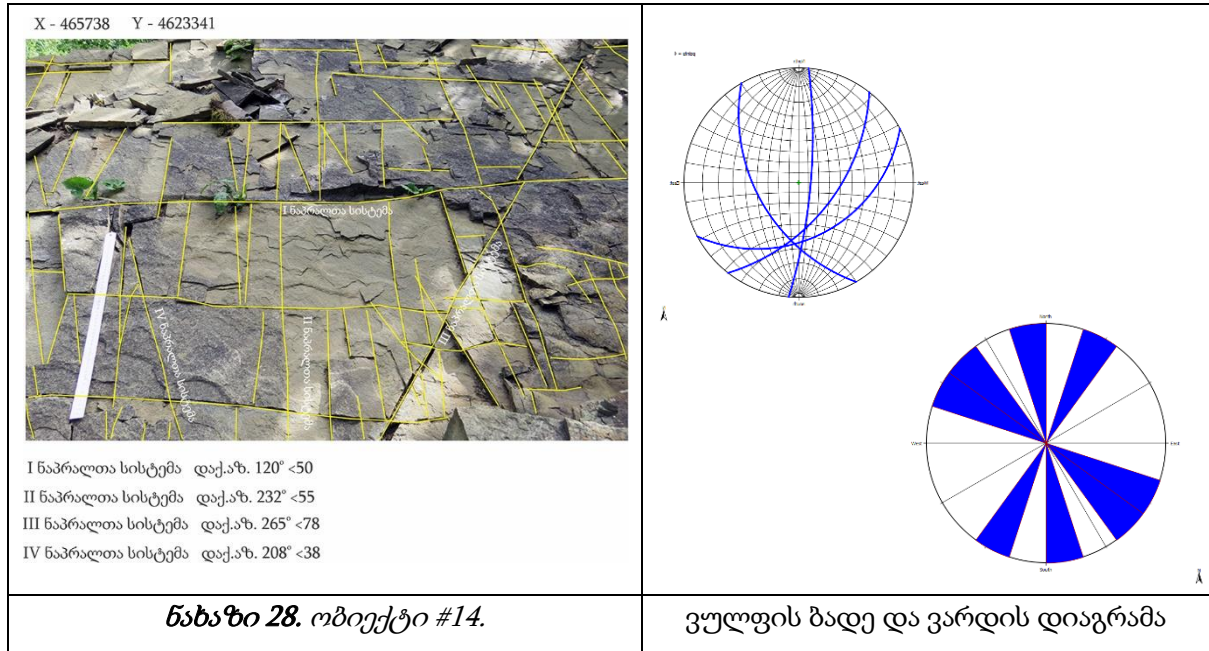 X - 465738 Y - 4623341
I ნაპრალთა სისტემა
II ნაპრალთა სისტემა
III ნაპრალთა სისტემა
IV ნაპრალთა სისტემა
I ნაპრალთა სისტემა დაქ.აზ. 120° <50
II ნაპრალთა სისტემა დაქ.აზ. 232° <55
III ნაპრალთა სისტემა დაქ.აზ. 265° <78
IV ნაპრალთა სისტემა დაქ.აზ. 208° <38
North
West
East
South
N
ნახაზი 28. ობიექტი #14.
ვულფის ბადე და ვარდის დიაგრამა